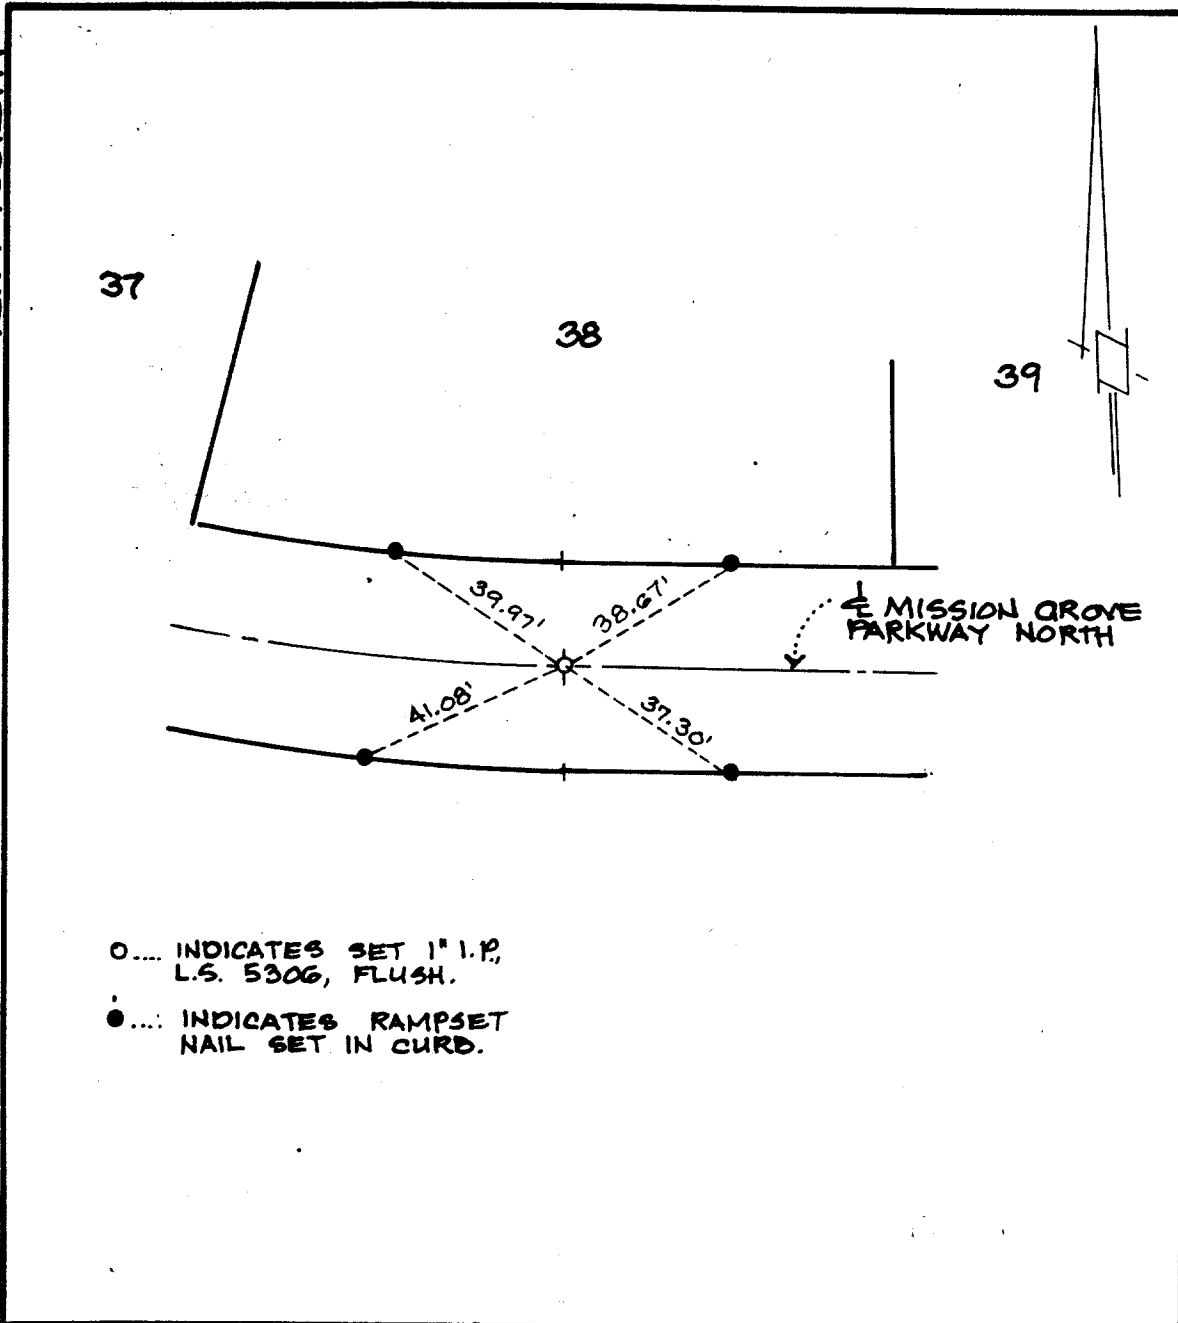 37
38
39
39.97'
38.67'
℄ MISSION GROVE
PARKWAY NORTH
41.08'
37.30'
O.... INDICATES SET 1" I.P.,
L.S. 5306, FLUSH.
●.... INDICATES RAMPSET
NAIL SET IN CURB.